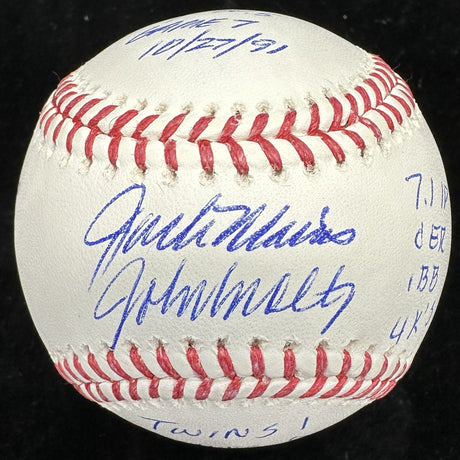 GAME 7
10/27/91
Jack Morris
John Smoltz
7.1 IP
0 ER
1 BB
4 K's
TWINS 1